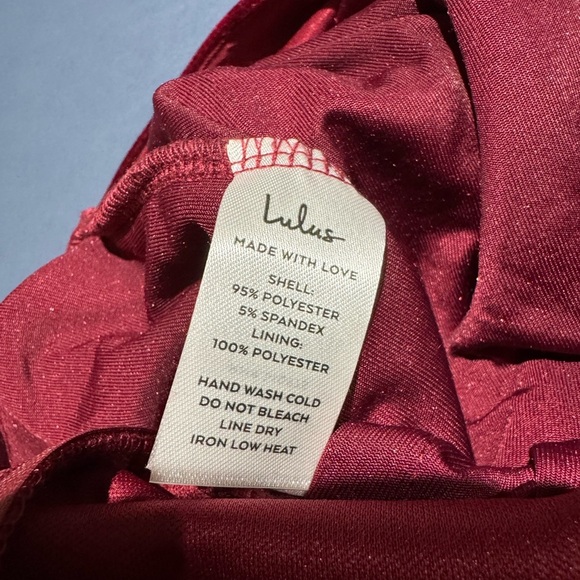 Lulus
MADE WITH LOVE
SHELL:
95% POLYESTER
5% SPANDEX
LINING:
100% POLYESTER
HAND WASH COLD
DO NOT BLEACH
LINE DRY
IRON LOW HEAT